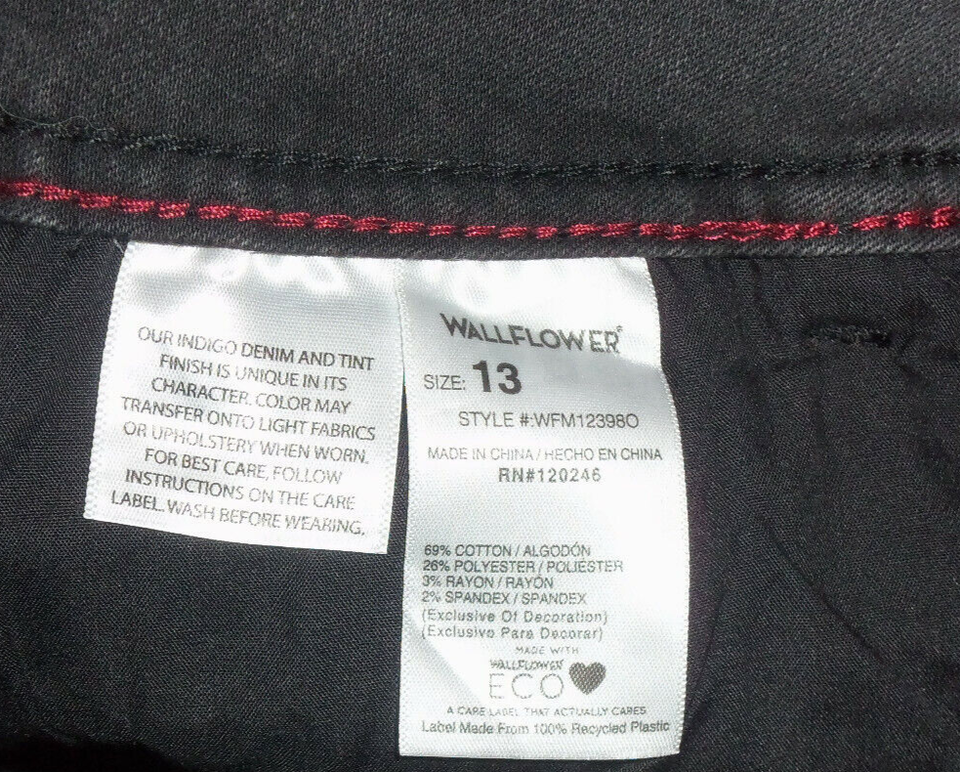 OUR INDIGO DENIM AND TINT
FINISH IS UNIQUE IN ITS
CHARACTER. COLOR MAY
TRANSFER ONTO LIGHT FABRICS
OR UPHOLSTERY WHEN WORN.
FOR BEST CARE, FOLLOW
INSTRUCTIONS ON THE CARE
LABEL. WASH BEFORE WEARING.
WALLFLOWER®
SIZE: 13
STYLE #:WFM12398O
MADE IN CHINA / HECHO EN CHINA
RN#120246
69% COTTON / ALGODÓN
26% POLYESTER / POLIÉSTER
3% RAYON / RAYÓN
2% SPANDEX / SPANDEX
(Exclusive Of Decoration)
(Exclusivo Para Decorar)
MADE WITH
WALLFLOWER
ECO
A CARE LABEL THAT ACTUALLY CARES
Label Made From 100% Recycled Plastic